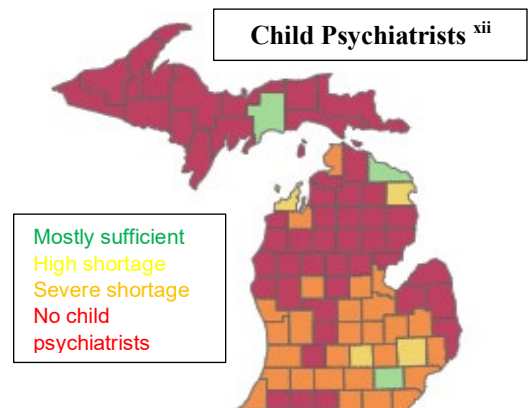 Child Psychiatrists xii
Mostly sufficient
High shortage
Severe shortage
No child
psychiatrists